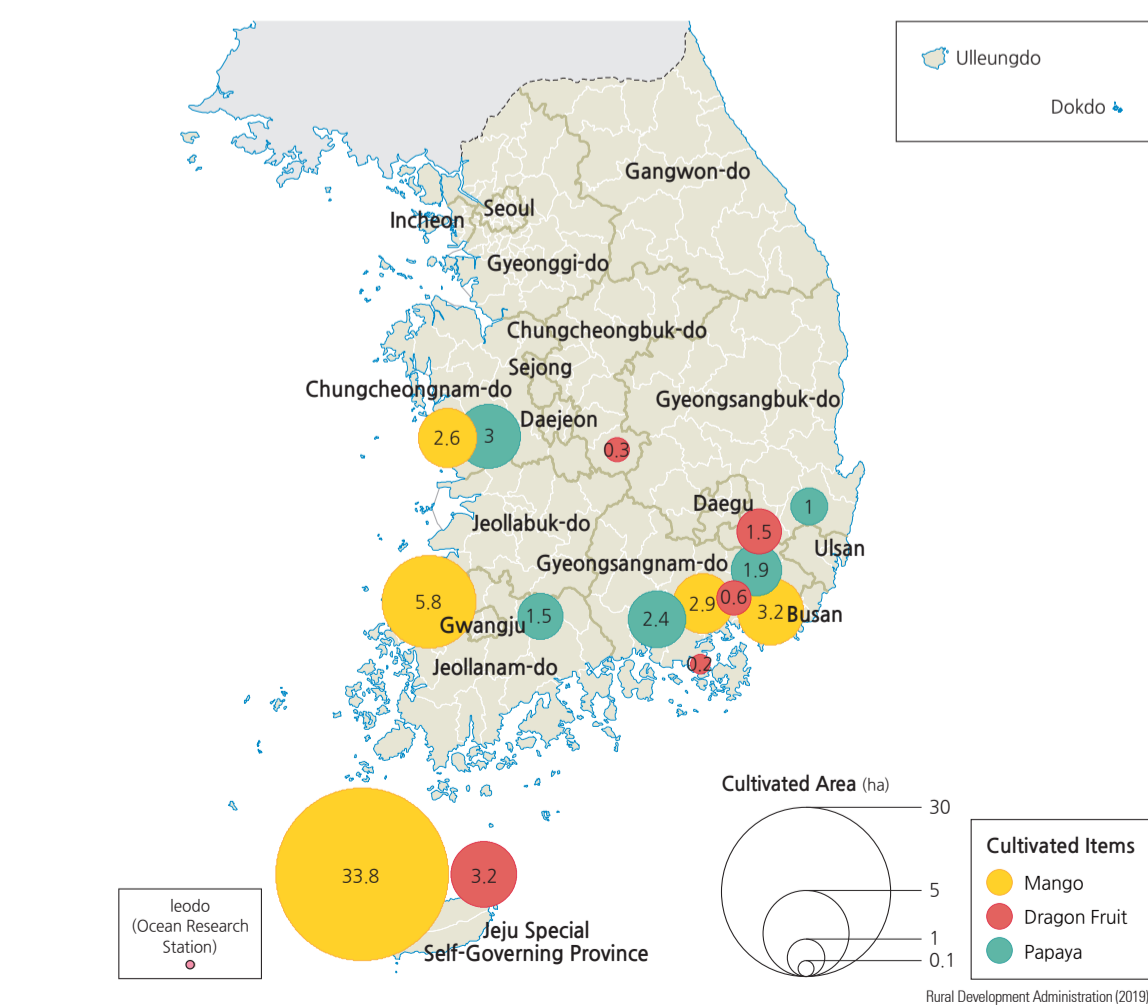 Ulleungdo
Dokdo
Gangwon-do
Seoul
Incheon
Gyeonggi-do
Chungcheongbuk-do
Sejong
Chungcheongnam-do
Gyeongsangbuk-do
Daejeon
2.6
3
0.3
Daegu
1
Jeollabuk-do
1.5
Ulsan
Gyeongsangnam-do
1.9
5.8
2.9
0.6
3.2
Busan
Gwangju
1.5
2.4
Jeollanam-do
0.2
Cultivated Area (ha)
30
5
1
0.1
Cultivated Items
Mango
Dragon Fruit
Papaya
33.8
3.2
Ieodo
(Ocean Research
Station)
Jeju Special
Self-Governing Province
Rural Development Administration (2019)